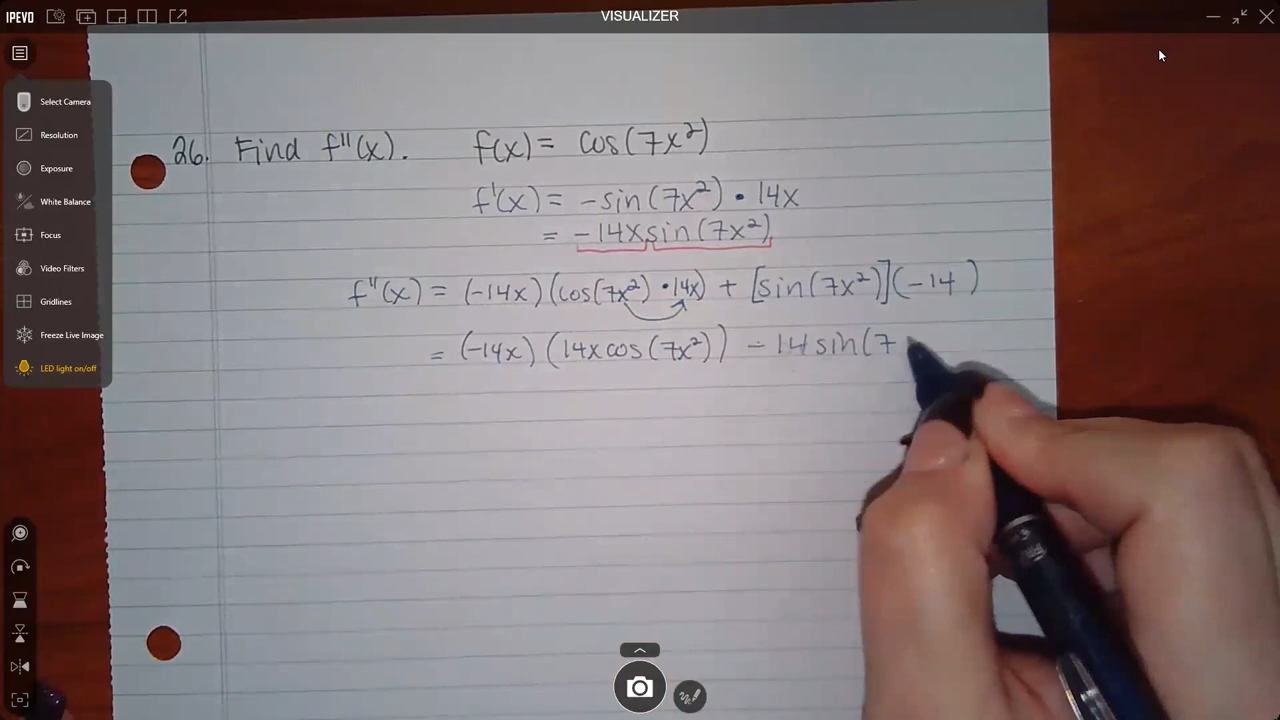 IPEVO
VISUALIZER
Select Camera
Resolution
Exposure
White Balance
Focus
Video Filters
Gridlines
Freeze Live Image
LED light on/off
26. Find f''(x). f(x) = cos(7x²)
f'(x) = -sin(7x²) • 14x
= -14x sin(7x²)
f''(x) = (-14x)(cos(7x²) • 14x) + [sin(7x²)](-14)
= (-14x)(14x cos(7x²)) - 14 sin(7